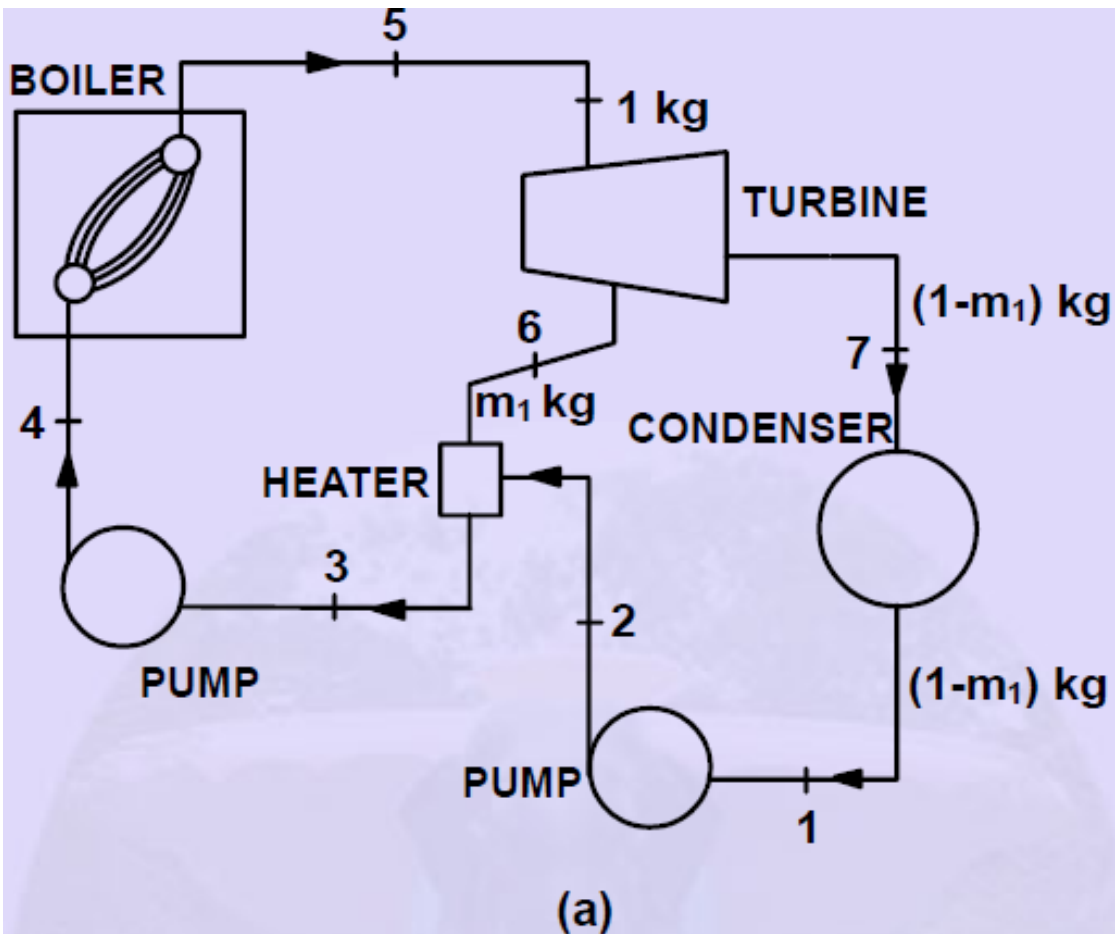 5
BOILER
1 kg
TURBINE
(1-m₁) kg
6
7
m₁ kg
4
CONDENSER
HEATER
3
2
PUMP
(1-m₁) kg
PUMP
1
(a)